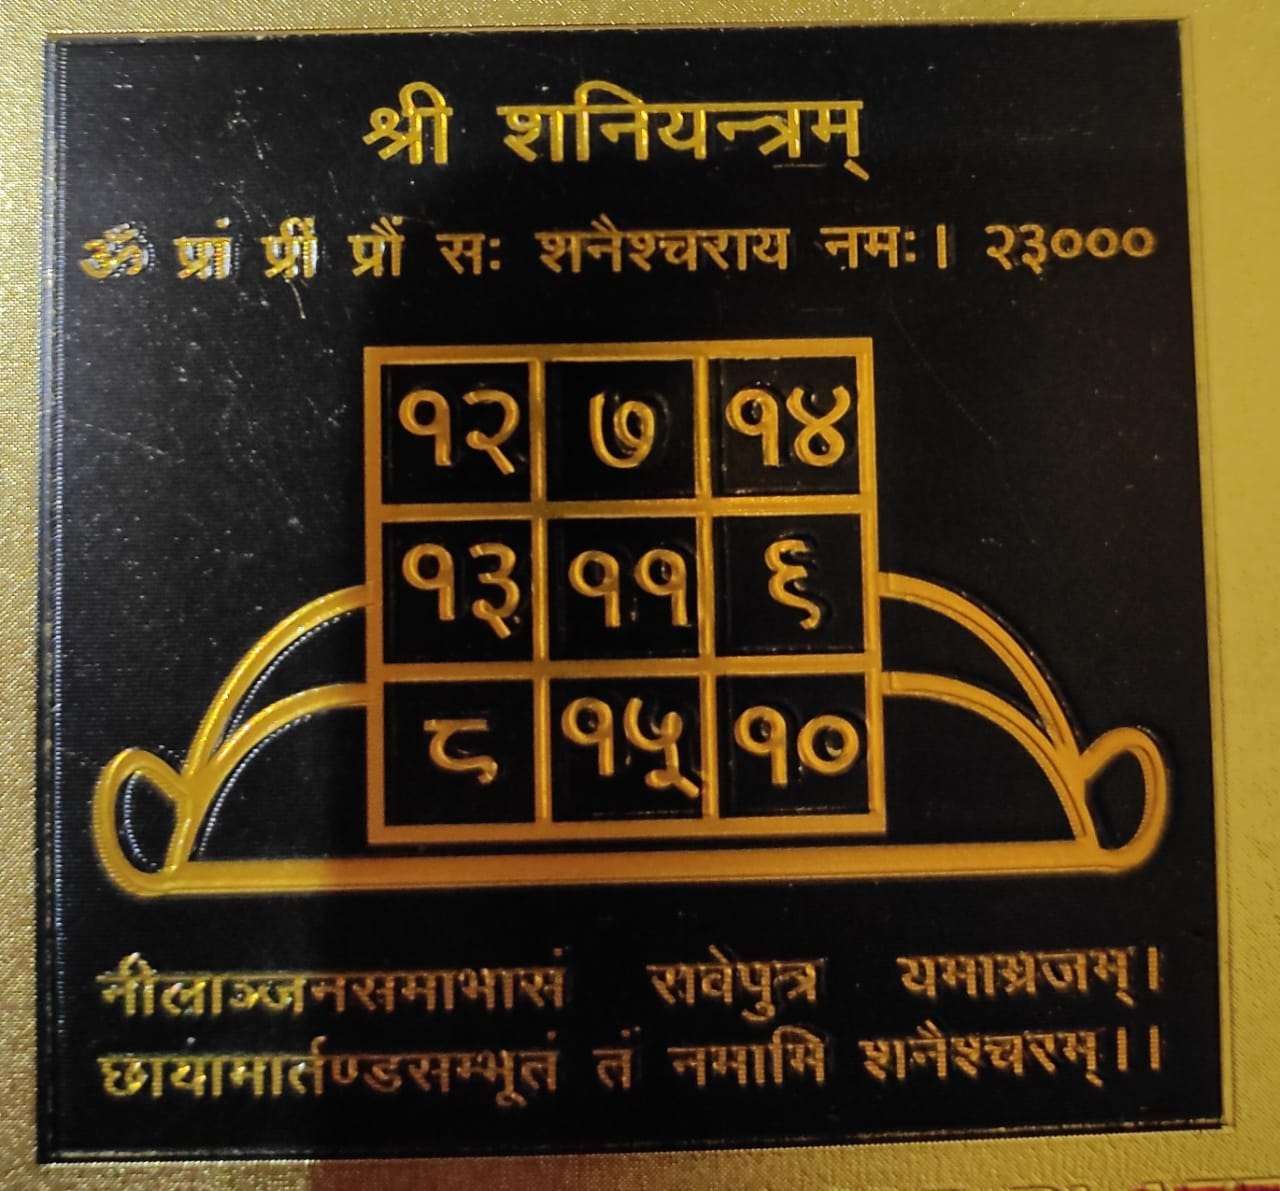 श्री शनियन्त्रम्
ॐ प्रां प्रीं प्रौं सः शनैश्चराय नमः। २३०००
१२ ७ १४
१३ ११ ६
८ १५ १०
नीलाञ्जनसमाभासं रविपुत्र यमाग्रजम्।
छायामार्तण्डसम्भूतं तं नमामि शनैश्चरम्।।